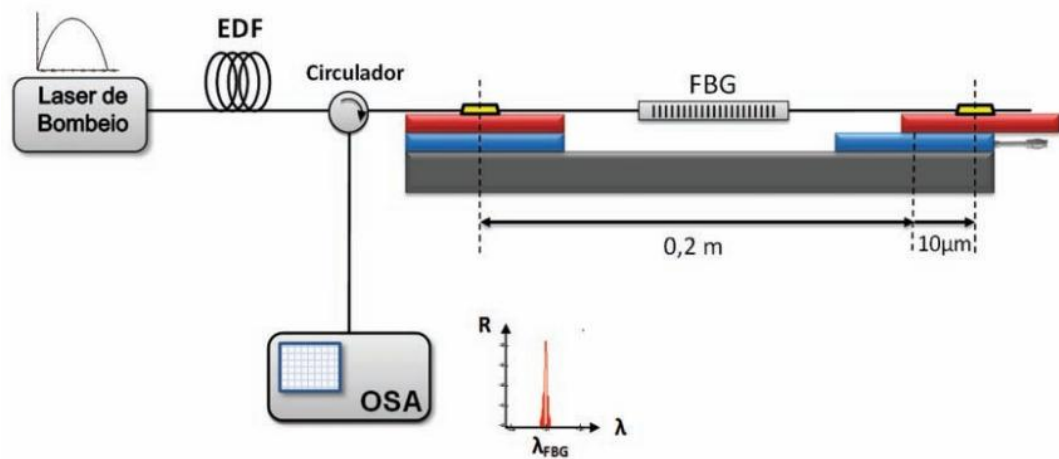 EDF
Circulador
FBG
Laser de
Bombeio
0,2 m
10μm
OSA
R
λ
λFBG